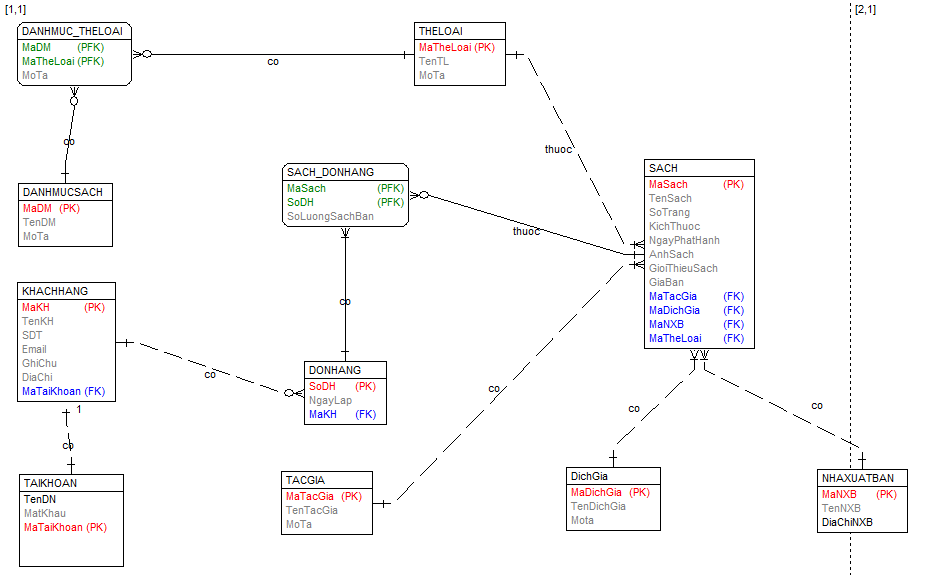 [1,1]
[2,1]
DANHMUC_THELOAI
MaDM (PFK)
MaTheLoai (PFK)
MoTa
THELOAI
MaTheLoai (PK)
TenTL
MoTa
co
co
thuoc
DANHMUCSACH
MaDM (PK)
TenDM
MoTa
SACH_DONHANG
MaSach (PFK)
SoDH (PFK)
SoLuongSachBan
thuoc
SACH
MaSach (PK)
TenSach
SoTrang
KichThuoc
NgayPhatHanh
AnhSach
GioiThieuSach
GiaBan
MaTacGia (FK)
MaDichGia (FK)
MaNXB (FK)
MaTheLoai (FK)
KHACHHANG
MaKH (PK)
TenKH
SDT
Email
GhiChu
DiaChi
MaTaiKhoan (FK)
co
co
DONHANG
SoDH (PK)
NgayLap
MaKH (FK)
co
co
co
1
co
TAIKHOAN
TenDN
MatKhau
MaTaiKhoan (PK)
TACGIA
MaTacGia (PK)
TenTacGia
MoTa
DichGia
MaDichGia (PK)
TenDichGia
Mota
NHAXUATBAN
MaNXB (PK)
TenNXB
DiaChiNXB